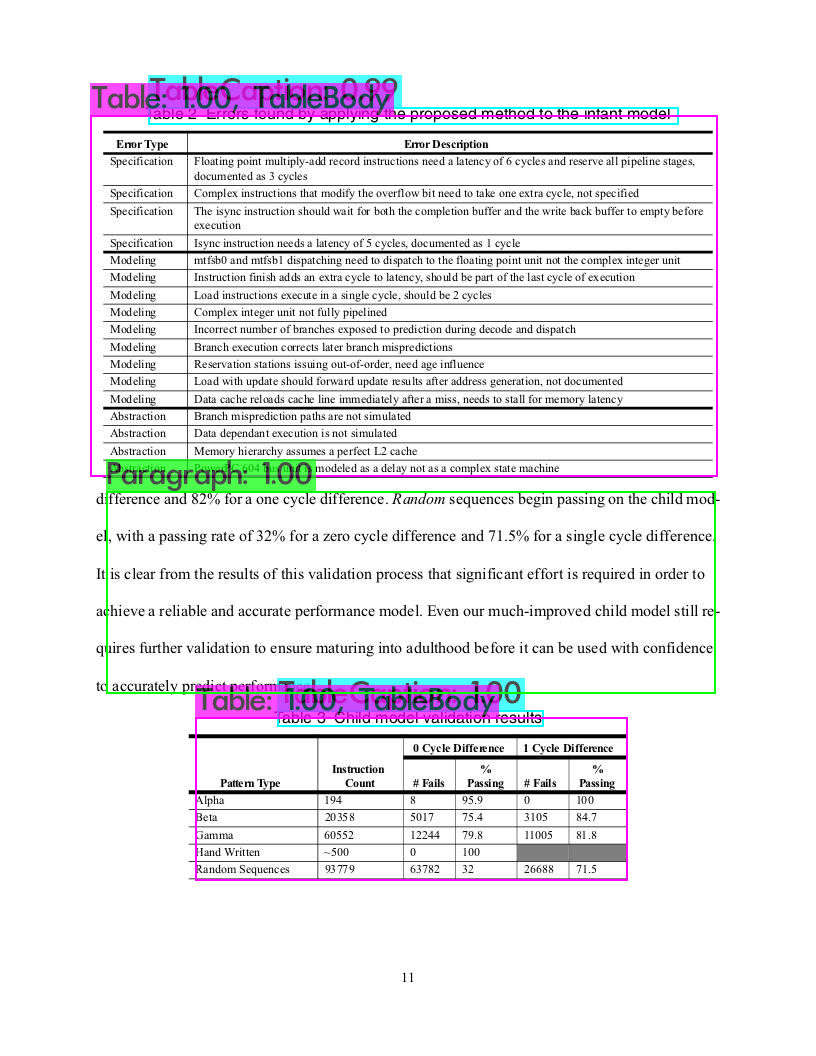 TableCaption: 0.99
Table: 1.00, TableBody
Table 2 Errors found by applying the proposed method to the infant model
Error Type Error Description
Specification Floating point multiply-add record instructions need a latency of 6 cycles and reserve all pipeline stages,
documented as 3 cycles
Specification Complex instructions that modify the overflow bit need to take one extra cycle, not specified
Specification The isync instruction should wait for both the completion buffer and the write back buffer to empty before
execution
Specification Isync instruction needs a latency of 5 cycles, documented as 1 cycle
Modeling mtfsb0 and mtfsb1 dispatching need to dispatch to the floating point unit not the complex integer unit
Modeling Instruction finish adds an extra cycle to latency, should be part of the last cycle of execution
Modeling Load instructions execute in a single cycle, should be 2 cycles
Modeling Complex integer unit not fully pipelined
Modeling Incorrect number of branches exposed to prediction during decode and dispatch
Modeling Branch execution corrects later branch mispredictions
Modeling Reservation stations issuing out-of-order, need age influence
Modeling Load with update should forward update results after address generation, not documented
Modeling Data cache reloads cache line immediately after a miss, needs to stall for memory latency
Abstraction Branch misprediction paths are not simulated
Abstraction Data dependant execution is not simulated
Abstraction Memory hierarchy assumes a perfect L2 cache
Abstraction PowerPC 604 bus unit is modeled as a delay not as a complex state machine
Paragraph: 1.00
difference and 82% for a one cycle difference. Random sequences begin passing on the child mod-
el, with a passing rate of 32% for a zero cycle difference and 71.5% for a single cycle difference.
It is clear from the results of this validation process that significant effort is required in order to
achieve a reliable and accurate performance model. Even our much-improved child model still re-
quires further validation to ensure maturing into adulthood before it can be used with confidence
to accurately predict
TableCaption: 1.00
Table: 1.00, TableBody
Table 3 Child model validation results
0 Cycle Difference 1 Cycle Difference
Instruction % %
Pattern Type Count # Fails Passing # Fails Passing
Alpha 194 8 95.9 0 100
Beta 20358 5017 75.4 3105 84.7
Gamma 60552 12244 79.8 11005 81.8
Hand Written ~500 0 100
Random Sequences 93779 63782 32 26688 71.5
11